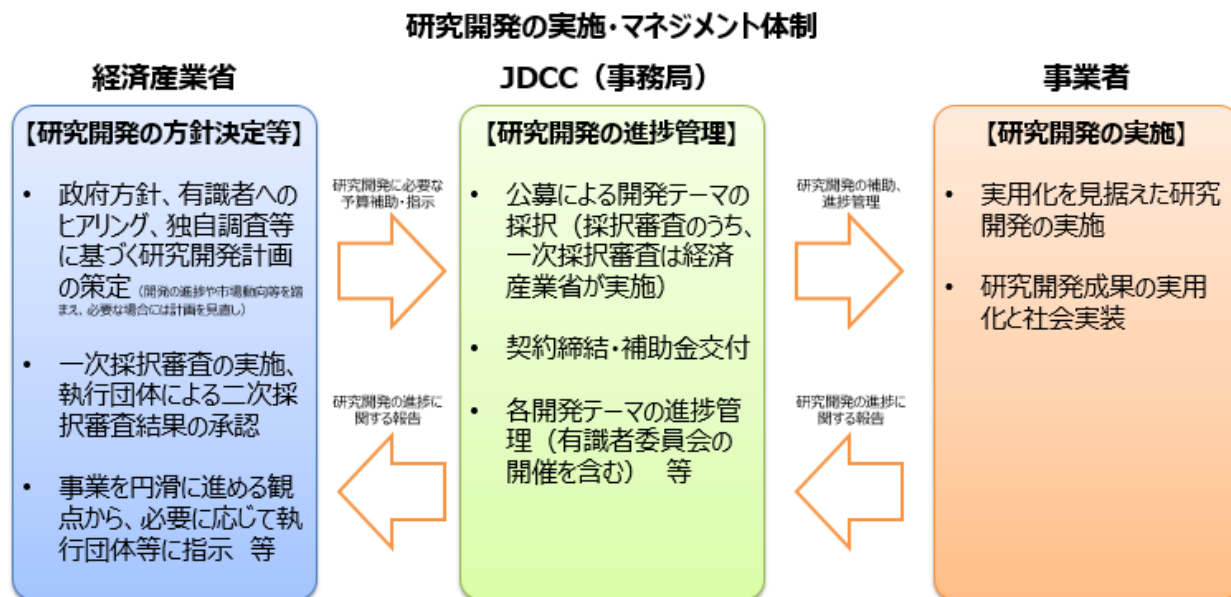 研究開発の実施・マネジメント体制
経済産業省
【研究開発の方針決定等】
• 政府方針、有識者への
ヒアリング、独自調査等
に基づく研究開発計画
の策定（開発の進捗や市場動向等を踏
まえ、必要な場合には計画を見直し）
• 一次採択審査の実施、
執行団体による二次採
択審査結果の承認
• 事業を円滑に進める観
点から、必要に応じて執
行団体等に指示　等
研究開発に必要な
予算補助・指示
研究開発の進捗に
関する報告
JDCC（事務局）
【研究開発の進捗管理】
• 公募による開発テーマの
採択（採択審査のうち、
一次採択審査は経済
産業省が実施）
• 契約締結・補助金交付
• 各開発テーマの進捗管
理（有識者委員会の
開催を含む）　等
研究開発の補助、
進捗管理
研究開発の進捗に
関する報告
事業者
【研究開発の実施】
• 実用化を見据えた研究
開発の実施
• 研究開発成果の実用
化と社会実装